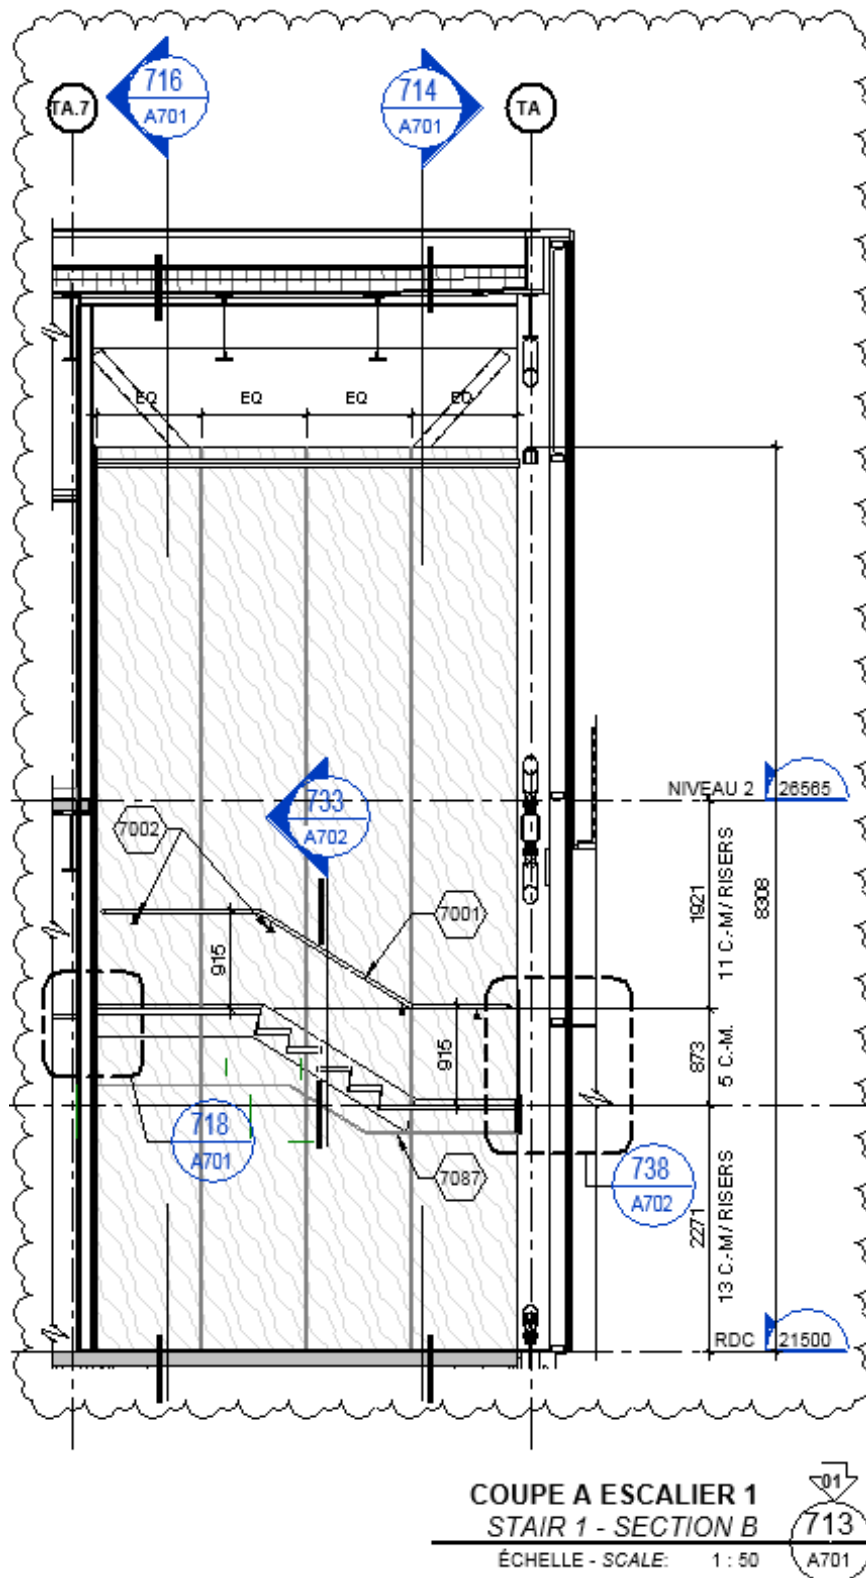 716
A701
714
A701
TA.7
TA
EQ
EQ
EQ
EQ
NIVEAU 2
26565
733
A702
7002
7001
1921
11 C.-M/ RISERS
8308
915
915
873
5 C.-M.
718
A701
7087
738
A702
2271
13 C.-M/ RISERS
RDC
21500
COUPE A ESCALIER 1
STAIR 1 - SECTION B
ÉCHELLE - SCALE: 1 : 50
01
713
A701